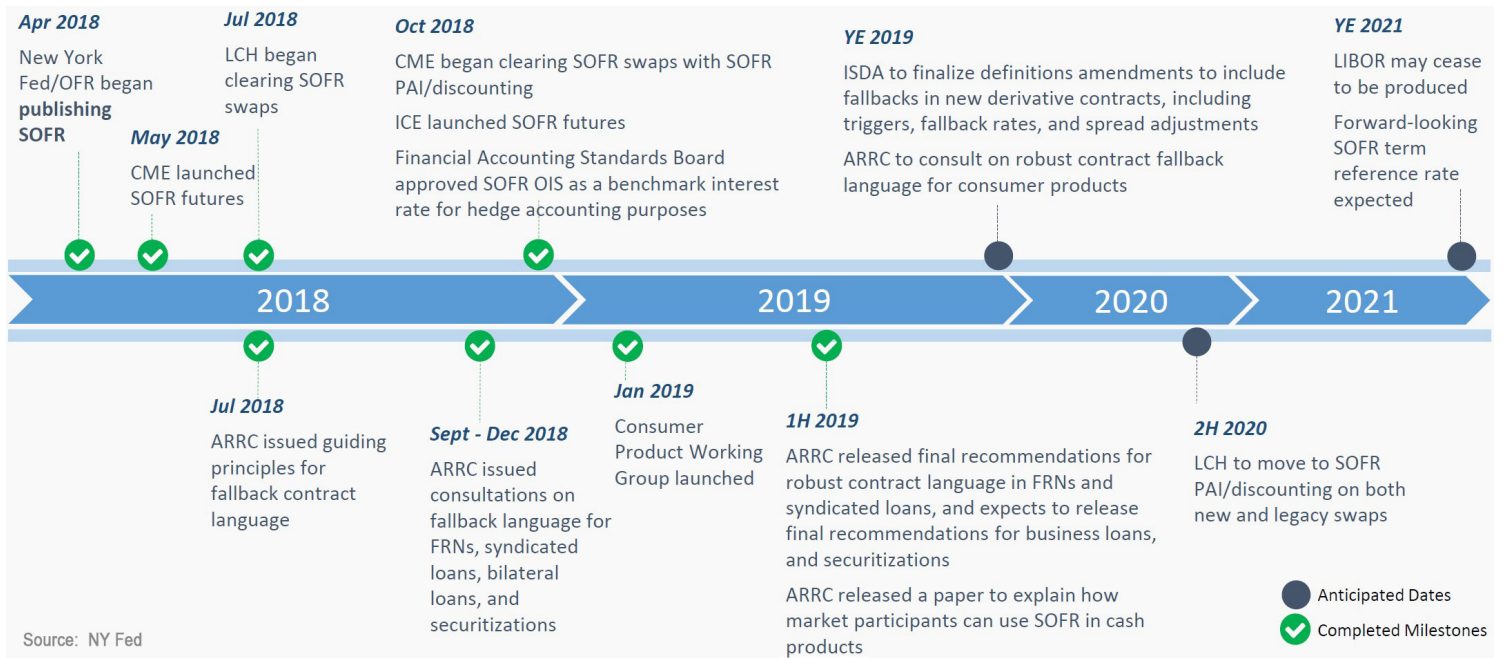 Apr 2018
New York
Fed/OFR began
publishing
SOFR
May 2018
CME launched
SOFR futures
Jul 2018
LCH began
clearing SOFR
swaps
Oct 2018
CME began clearing SOFR swaps with SOFR
PAI/discounting
ICE launched SOFR futures
Financial Accounting Standards Board
approved SOFR OIS as a benchmark interest
rate for hedge accounting purposes
YE 2019
ISDA to finalize definitions amendments to include
fallbacks in new derivative contracts, including
triggers, fallback rates, and spread adjustments
ARRC to consult on robust contract fallback
language for consumer products
YE 2021
LIBOR may cease
to be produced
Forward-looking
SOFR term
reference rate
expected
2018
2019
2020
2021
Jul 2018
ARRC issued guiding
principles for
fallback contract
language
Sept - Dec 2018
ARRC issued
consultations on
fallback language for
FRNs, syndicated
loans, bilateral
loans, and
securitizations
Jan 2019
Consumer
Product Working
Group launched
1H 2019
ARRC released final recommendations for
robust contract language in FRNs and
syndicated loans, and expects to release
final recommendations for business loans,
and securitizations
ARRC released a paper to explain how
market participants can use SOFR in cash
products
2H 2020
LCH to move to SOFR
PAI/discounting on both
new and legacy swaps
Anticipated Dates
Completed Milestones
Source: NY Fed